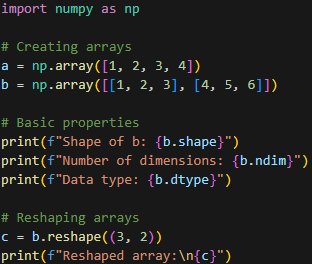 import numpy as np
# Creating arrays
a = np.array([1, 2, 3, 4])
b = np.array([[1, 2, 3], [4, 5, 6]])
# Basic properties
print(f"Shape of b: {b.shape}")
print(f"Number of dimensions: {b.ndim}")
print(f"Data type: {b.dtype}")
# Reshaping arrays
c = b.reshape((3, 2))
print(f"Reshaped array:\n{c}")